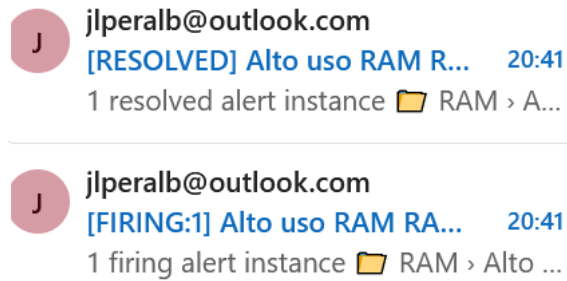 J
jlperalb@outlook.com
[RESOLVED] Alto uso RAM R... 20:41
1 resolved alert instance 📁 RAM › A...
J
jlperalb@outlook.com
[FIRING:1] Alto uso RAM RA... 20:41
1 firing alert instance 📁 RAM › Alto ...